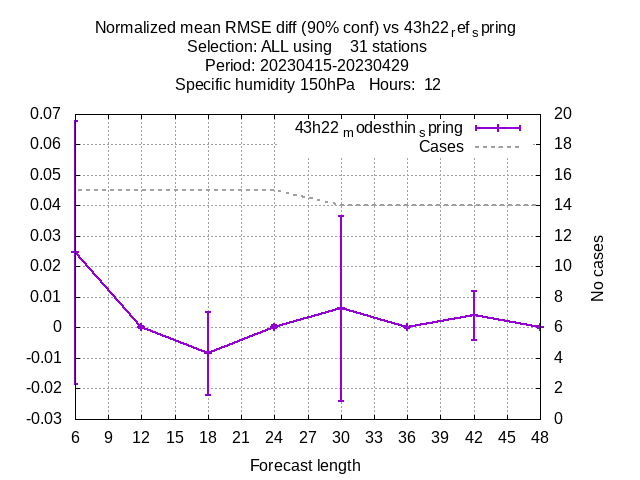 Normalized mean RMSE diff (90% conf) vs 43h22refspring
Selection: ALL using 31 stations
Period: 20230415-20230429
Specific humidity 150hPa Hours: 12
43h22modesthinspring
Cases
0.07 20
0.06 18
0.05 16
0.04 14
0.03 12
0.02 10
0.01 8
0 6
-0.01 4
-0.02 2
-0.03 0
No cases
6 9 12 15 18 21 24 27 30 33 36 39 42 45 48
Forecast length